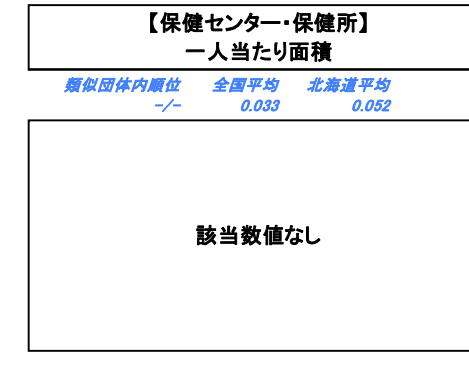 【保健センター・保健所】
一人当たり面積
類似団体内順位 全国平均 北海道平均
-/- 0.033 0.052
該当数値なし